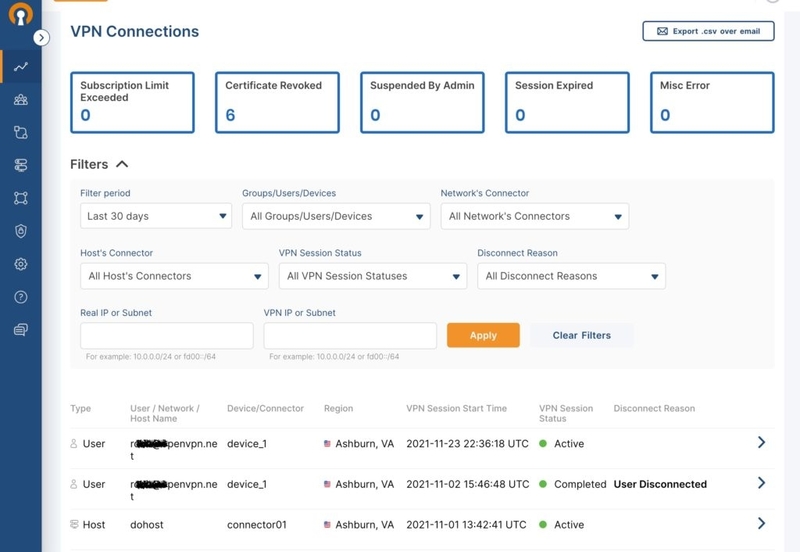 VPN Connections
Export .csv over email
Subscription Limit Exceeded
0
Certificate Revoked
6
Suspended By Admin
0
Session Expired
0
Misc Error
0
Filters
Filter period
Groups/Users/Devices
Network's Connector
Last 30 days
All Groups/Users/Devices
All Network's Connectors
Host's Connector
VPN Session Status
Disconnect Reason
All Host's Connectors
All VPN Session Statuses
All Disconnect Reasons
Real IP or Subnet
VPN IP or Subnet
Apply
Clear Filters
For example: 10.0.0.0/24 or fd00::/64
For example: 10.0.0.0/24 or fd00::/64
Type
User / Network / Host Name
Device/Connector
Region
VPN Session Start Time
VPN Session Status
Disconnect Reason
User
device_1
Ashburn, VA
2021-11-23 22:36:18 UTC
Active
User
device_1
Ashburn, VA
2021-11-02 15:46:48 UTC
Completed
User Disconnected
Host
dohost
connector01
Ashburn, VA
2021-11-01 13:42:41 UTC
Active